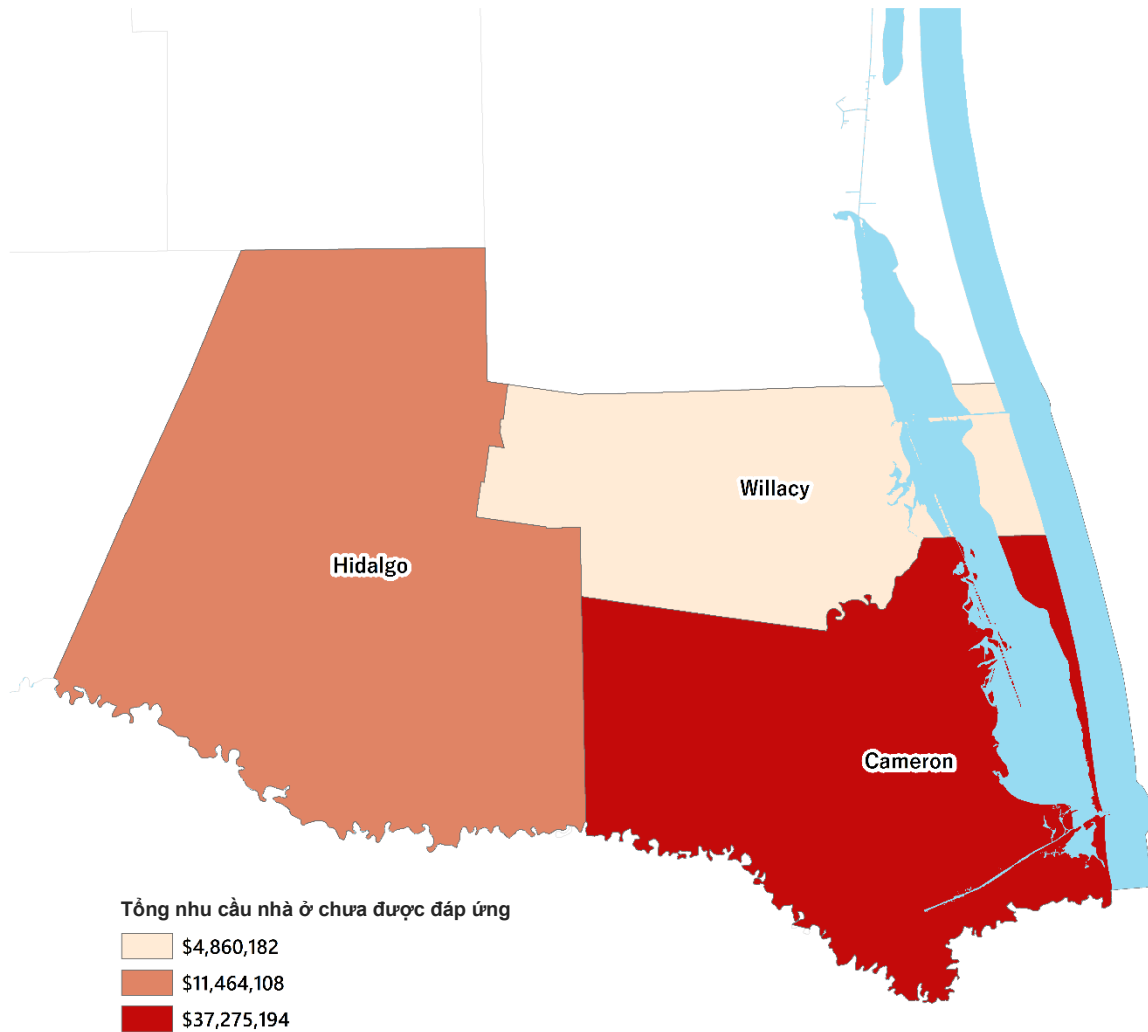 Willacy
Hidalgo
Cameron
Tổng nhu cầu nhà ở chưa được đáp ứng
$4,860,182
$11,464,108
$37,275,194